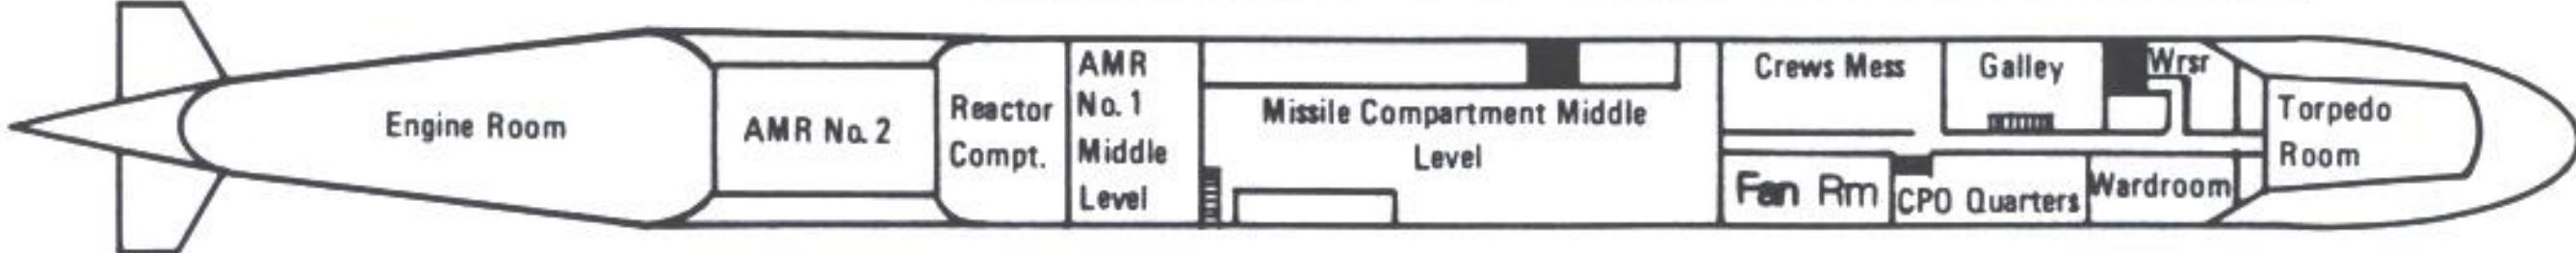 Engine Room
AMR No. 2
Reactor
Compt.
AMR
No. 1
Middle
Level
Missile Compartment Middle
Level
Crews Mess
Galley
Wrsr
Fan Rm
CPO Quarters
Wardroom
Torpedo
Room